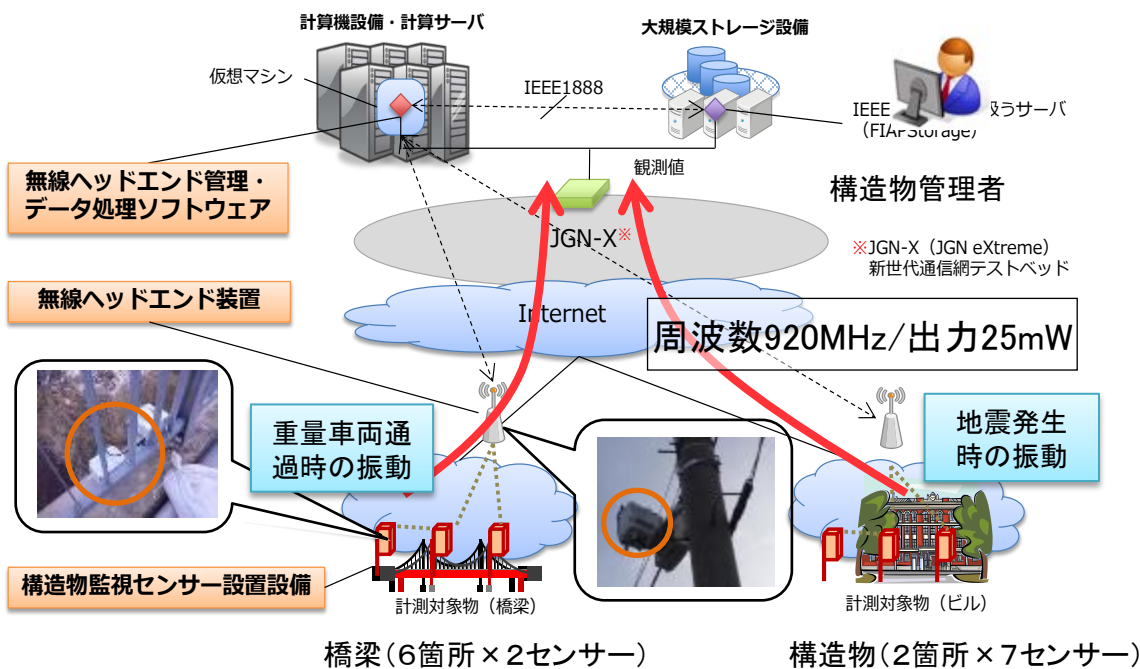 計算機設備・計算サーバ
大規模ストレージ設備
仮想マシン
IEEE1888
IEEE
うサーバ
（FIAPStorage）
無線ヘッドエンド管理・
データ処理ソフトウェア
観測値
構造物管理者
JGN-X※
※JGN-X（JGN eXtreme）
新世代通信網テストベッド
無線ヘッドエンド装置
Internet
周波数920MHz/出力25mW
重量車両通
過時の振動
地震発生
時の振動
構造物監視センサー設置設備
計測対象物（橋梁）
計測対象物（ビル）
橋梁（6箇所×2センサー）
構造物（2箇所×7センサー）